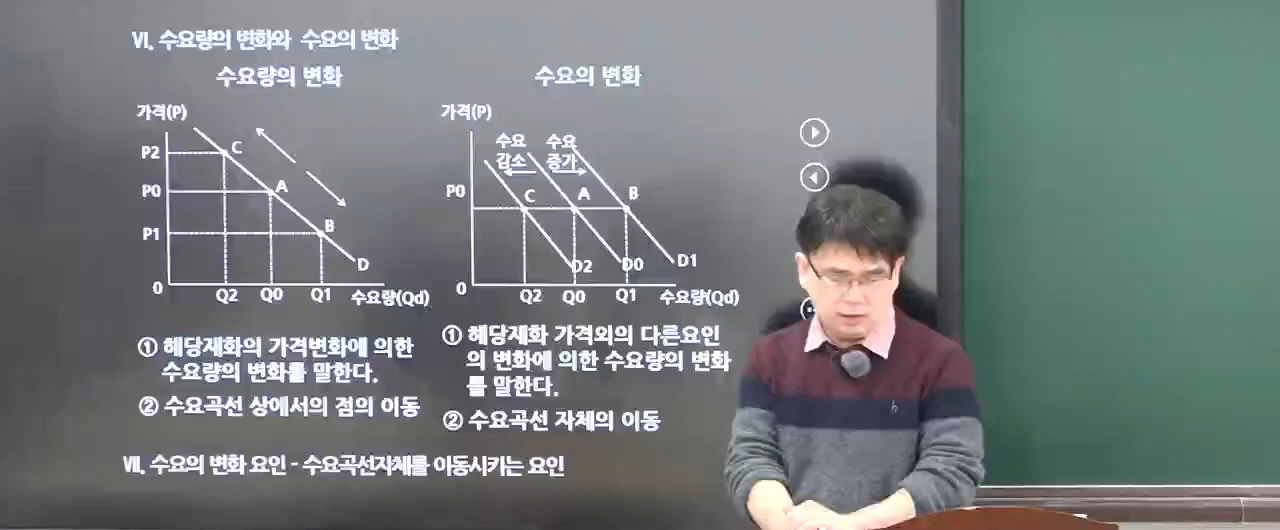 Ⅵ. 수요량의 변화와 수요의 변화
수요량의 변화
가격(P)
P2
C
P0
A
P1
B
D
0
Q2
Q0
Q1
수요량(Qd)
① 해당재화의 가격변화에 의한
수요량의 변화를 말한다.
② 수요곡선 상에서의 점의 이동
수요의 변화
가격(P)
수요
감소
수요
증가
P0
C
A
B
D2
D0
D1
0
Q2
Q0
Q1
수요량(Qd)
① 해당재화 가격외의 다른요인
의 변화에 의한 수요량의 변화
를 말한다.
② 수요곡선 자체의 이동
Ⅶ. 수요의 변화 요인 - 수요곡선자체를 이동시키는 요인